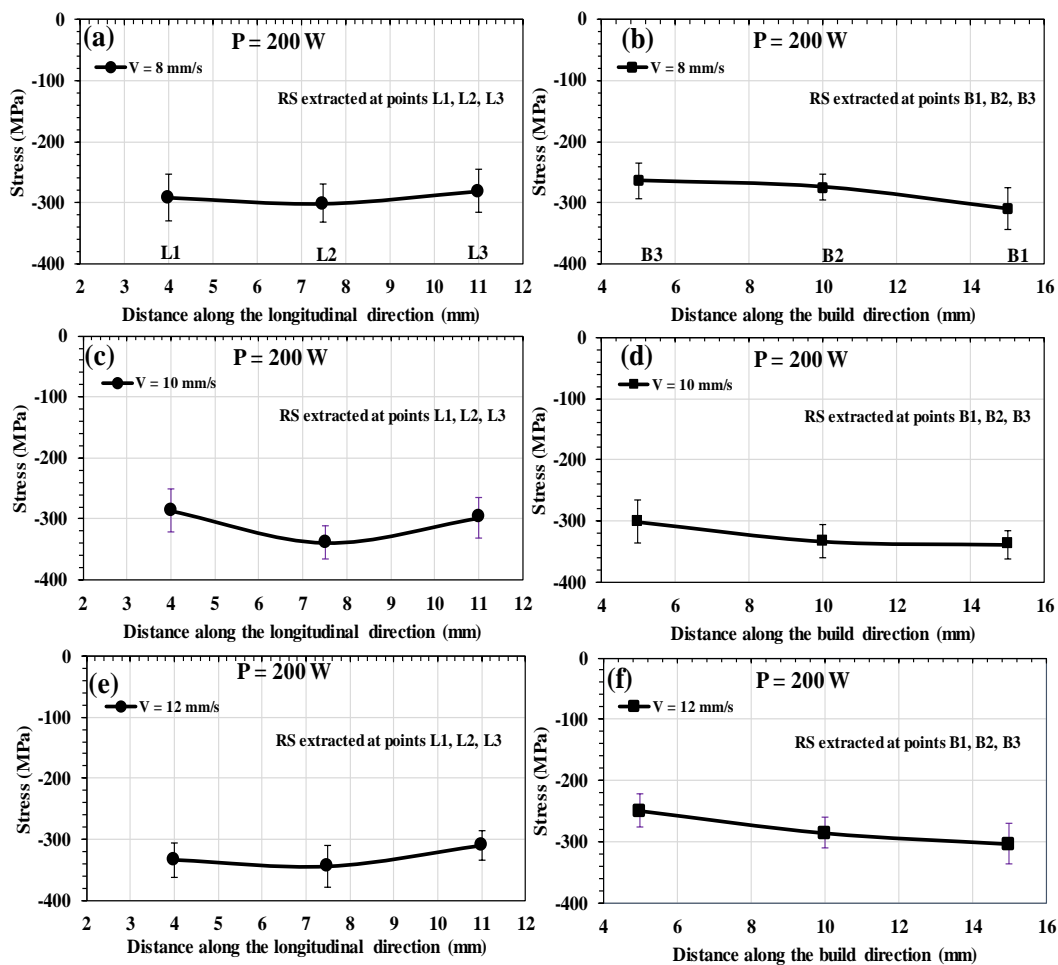 (a)
P = 200 W
V = 8 mm/s
RS extracted at points L1, L2, L3
Stress (MPa)
0
-100
-200
-300
-400
L1
L2
L3
2 3 4 5 6 7 8 9 10 11 12
Distance along the longitudinal direction (mm)
(b)
P = 200 W
V = 8 mm/s
RS extracted at points B1, B2, B3
Stress (MPa)
0
-100
-200
-300
-400
B3
B2
B1
4 6 8 10 12 14 16
Distance along the build direction (mm)
(c)
P = 200 W
V = 10 mm/s
RS extracted at points L1, L2, L3
Stress (MPa)
0
-100
-200
-300
-400
2 3 4 5 6 7 8 9 10 11 12
Distance along the longitudinal direction (mm)
(d)
P = 200 W
V = 10 mm/s
RS extracted at points B1, B2, B3
Stress (MPa)
0
-100
-200
-300
-400
4 6 8 10 12 14 16
Distance along the build direction (mm)
(e)
P = 200 W
V = 12 mm/s
RS extracted at points L1, L2, L3
Stress (MPa)
0
-100
-200
-300
-400
2 3 4 5 6 7 8 9 10 11 12
Distance along the longitudinal direction (mm)
(f)
P = 200 W
V = 12 mm/s
RS extracted at points B1, B2, B3
Stress (MPa)
0
-100
-200
-300
-400
4 6 8 10 12 14 16
Distance along the build direction (mm)